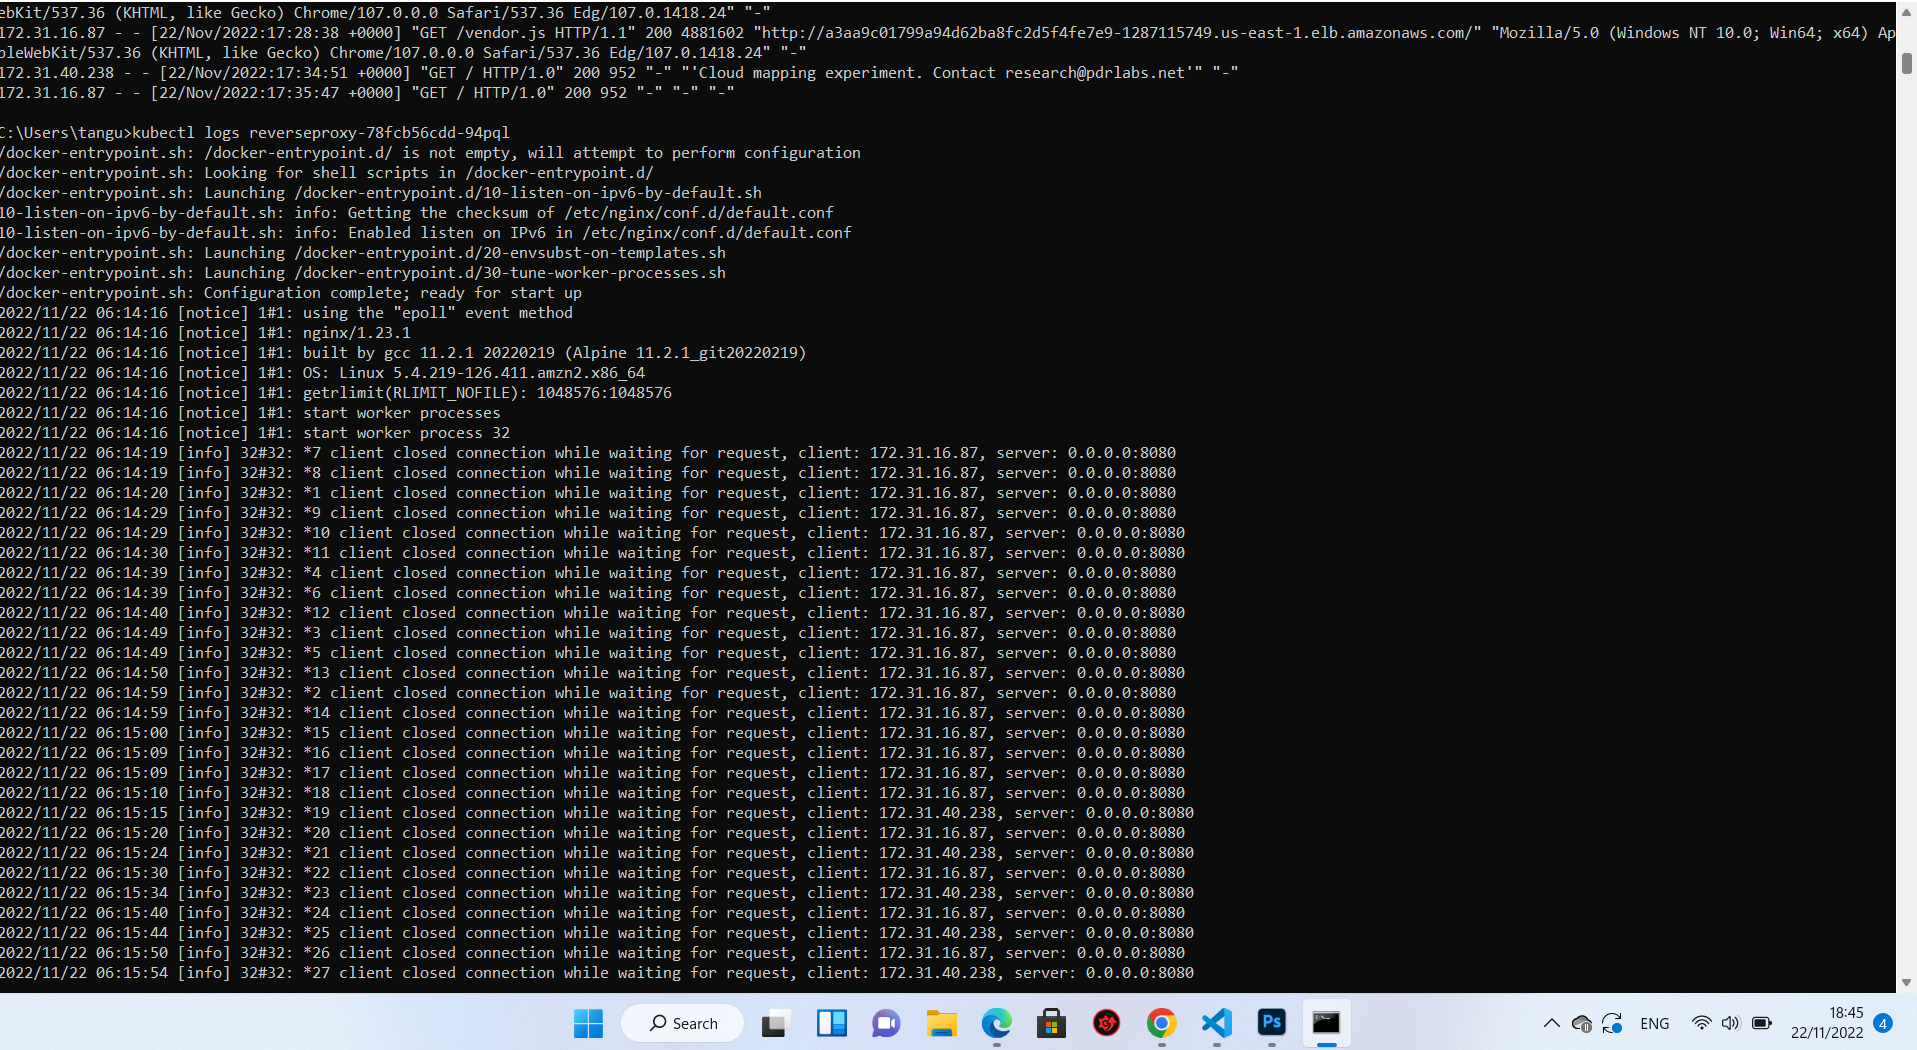 ebKit/537.36 (KHTML, like Gecko) Chrome/107.0.0.0 Safari/537.36 Edg/107.0.1418.24" "-"
172.31.16.87 - - [22/Nov/2022:17:28:38 +0000] "GET /vendor.js HTTP/1.1" 200 4881602 "http://a3aa9c01799a94d62ba8fc2d5f4fe7e9-1287115749.us-east-1.elb.amazonaws.com/" "Mozilla/5.0 (Windows NT 10.0; Win64; x64) Ap
pleWebKit/537.36 (KHTML, like Gecko) Chrome/107.0.0.0 Safari/537.36 Edg/107.0.1418.24" "-"
172.31.40.238 - - [22/Nov/2022:17:34:51 +0000] "GET / HTTP/1.0" 200 952 "-" "'Cloud mapping experiment. Contact research@pdrlabs.net'" "-"
172.31.16.87 - - [22/Nov/2022:17:35:47 +0000] "GET / HTTP/1.0" 200 952 "-" "-" "-"
C:\Users\tangu>kubectl logs reverseproxy-78fcb56cdd-94pql
/docker-entrypoint.sh: /docker-entrypoint.d/ is not empty, will attempt to perform configuration
/docker-entrypoint.sh: Looking for shell scripts in /docker-entrypoint.d/
/docker-entrypoint.sh: Launching /docker-entrypoint.d/10-listen-on-ipv6-by-default.sh
10-listen-on-ipv6-by-default.sh: info: Getting the checksum of /etc/nginx/conf.d/default.conf
10-listen-on-ipv6-by-default.sh: info: Enabled listen on IPv6 in /etc/nginx/conf.d/default.conf
/docker-entrypoint.sh: Launching /docker-entrypoint.d/20-envsubst-on-templates.sh
/docker-entrypoint.sh: Launching /docker-entrypoint.d/30-tune-worker-processes.sh
/docker-entrypoint.sh: Configuration complete; ready for start up
2022/11/22 06:14:16 [notice] 1#1: using the "epoll" event method
2022/11/22 06:14:16 [notice] 1#1: nginx/1.23.1
2022/11/22 06:14:16 [notice] 1#1: built by gcc 11.2.1 20220219 (Alpine 11.2.1_git20220219)
2022/11/22 06:14:16 [notice] 1#1: OS: Linux 5.4.219-126.411.amzn2.x86_64
2022/11/22 06:14:16 [notice] 1#1: getrlimit(RLIMIT_NOFILE): 1048576:1048576
2022/11/22 06:14:16 [notice] 1#1: start worker processes
2022/11/22 06:14:16 [notice] 1#1: start worker process 32
2022/11/22 06:14:19 [info] 32#32: *7 client closed connection while waiting for request, client: 172.31.16.87, server: 0.0.0.0:8080
2022/11/22 06:14:19 [info] 32#32: *8 client closed connection while waiting for request, client: 172.31.16.87, server: 0.0.0.0:8080
2022/11/22 06:14:20 [info] 32#32: *1 client closed connection while waiting for request, client: 172.31.16.87, server: 0.0.0.0:8080
2022/11/22 06:14:29 [info] 32#32: *9 client closed connection while waiting for request, client: 172.31.16.87, server: 0.0.0.0:8080
2022/11/22 06:14:29 [info] 32#32: *10 client closed connection while waiting for request, client: 172.31.16.87, server: 0.0.0.0:8080
2022/11/22 06:14:30 [info] 32#32: *11 client closed connection while waiting for request, client: 172.31.16.87, server: 0.0.0.0:8080
2022/11/22 06:14:39 [info] 32#32: *4 client closed connection while waiting for request, client: 172.31.16.87, server: 0.0.0.0:8080
2022/11/22 06:14:39 [info] 32#32: *6 client closed connection while waiting for request, client: 172.31.16.87, server: 0.0.0.0:8080
2022/11/22 06:14:40 [info] 32#32: *12 client closed connection while waiting for request, client: 172.31.16.87, server: 0.0.0.0:8080
2022/11/22 06:14:49 [info] 32#32: *3 client closed connection while waiting for request, client: 172.31.16.87, server: 0.0.0.0:8080
2022/11/22 06:14:49 [info] 32#32: *5 client closed connection while waiting for request, client: 172.31.16.87, server: 0.0.0.0:8080
2022/11/22 06:14:50 [info] 32#32: *13 client closed connection while waiting for request, client: 172.31.16.87, server: 0.0.0.0:8080
2022/11/22 06:14:59 [info] 32#32: *2 client closed connection while waiting for request, client: 172.31.16.87, server: 0.0.0.0:8080
2022/11/22 06:14:59 [info] 32#32: *14 client closed connection while waiting for request, client: 172.31.16.87, server: 0.0.0.0:8080
2022/11/22 06:15:00 [info] 32#32: *15 client closed connection while waiting for request, client: 172.31.16.87, server: 0.0.0.0:8080
2022/11/22 06:15:09 [info] 32#32: *16 client closed connection while waiting for request, client: 172.31.16.87, server: 0.0.0.0:8080
2022/11/22 06:15:09 [info] 32#32: *17 client closed connection while waiting for request, client: 172.31.16.87, server: 0.0.0.0:8080
2022/11/22 06:15:10 [info] 32#32: *18 client closed connection while waiting for request, client: 172.31.16.87, server: 0.0.0.0:8080
2022/11/22 06:15:15 [info] 32#32: *19 client closed connection while waiting for request, client: 172.31.40.238, server: 0.0.0.0:8080
2022/11/22 06:15:20 [info] 32#32: *20 client closed connection while waiting for request, client: 172.31.16.87, server: 0.0.0.0:8080
2022/11/22 06:15:24 [info] 32#32: *21 client closed connection while waiting for request, client: 172.31.40.238, server: 0.0.0.0:8080
2022/11/22 06:15:30 [info] 32#32: *22 client closed connection while waiting for request, client: 172.31.16.87, server: 0.0.0.0:8080
2022/11/22 06:15:34 [info] 32#32: *23 client closed connection while waiting for request, client: 172.31.40.238, server: 0.0.0.0:8080
2022/11/22 06:15:40 [info] 32#32: *24 client closed connection while waiting for request, client: 172.31.16.87, server: 0.0.0.0:8080
2022/11/22 06:15:44 [info] 32#32: *25 client closed connection while waiting for request, client: 172.31.40.238, server: 0.0.0.0:8080
2022/11/22 06:15:50 [info] 32#32: *26 client closed connection while waiting for request, client: 172.31.16.87, server: 0.0.0.0:8080
2022/11/22 06:15:54 [info] 32#32: *27 client closed connection while waiting for request, client: 172.31.40.238, server: 0.0.0.0:8080
Search
Ps
ENG
18:45
22/11/2022
4